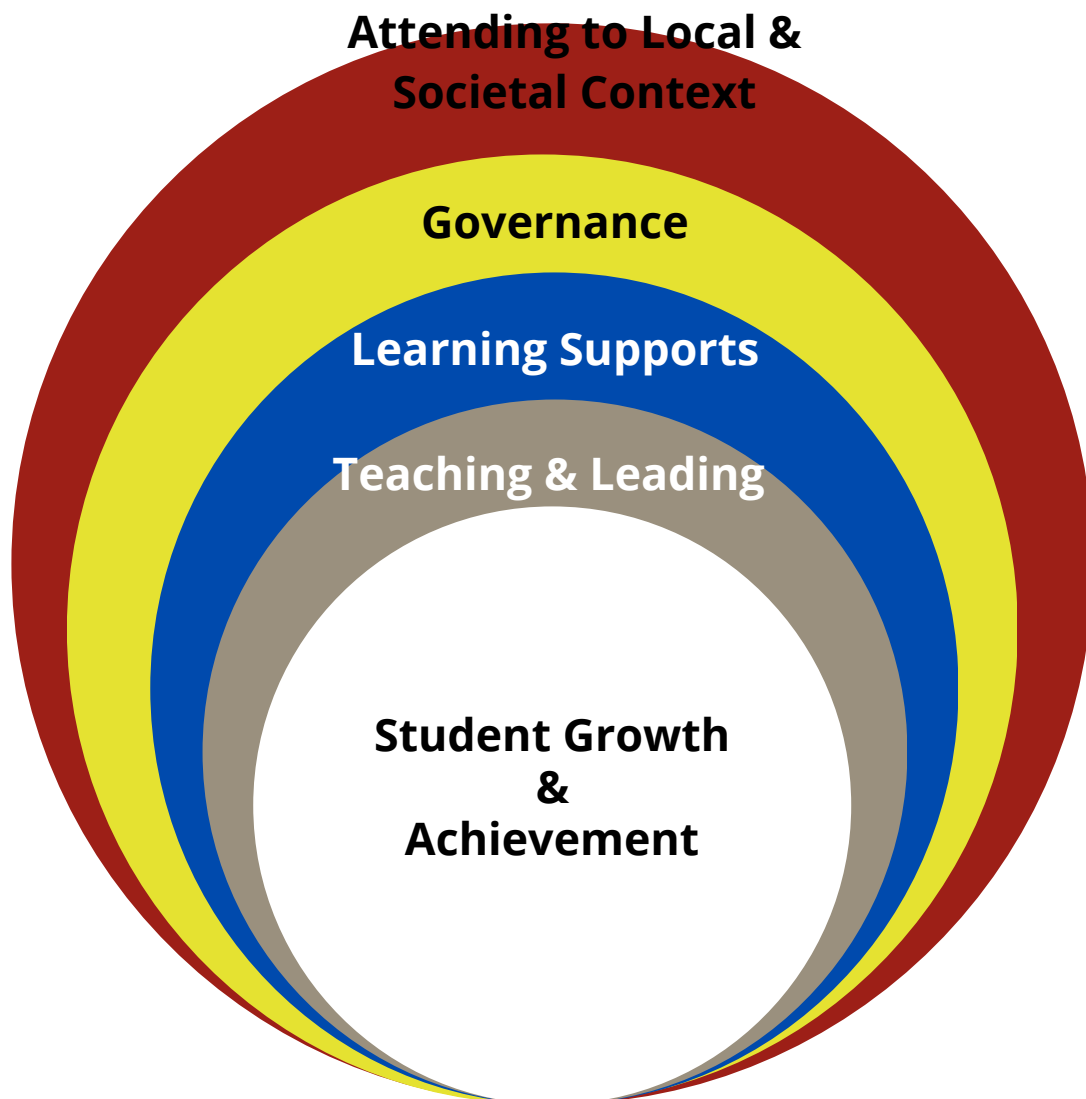 Attending to Local &
Societal Context
Governance
Learning Supports
Teaching & Leading
Student Growth
&
Achievement